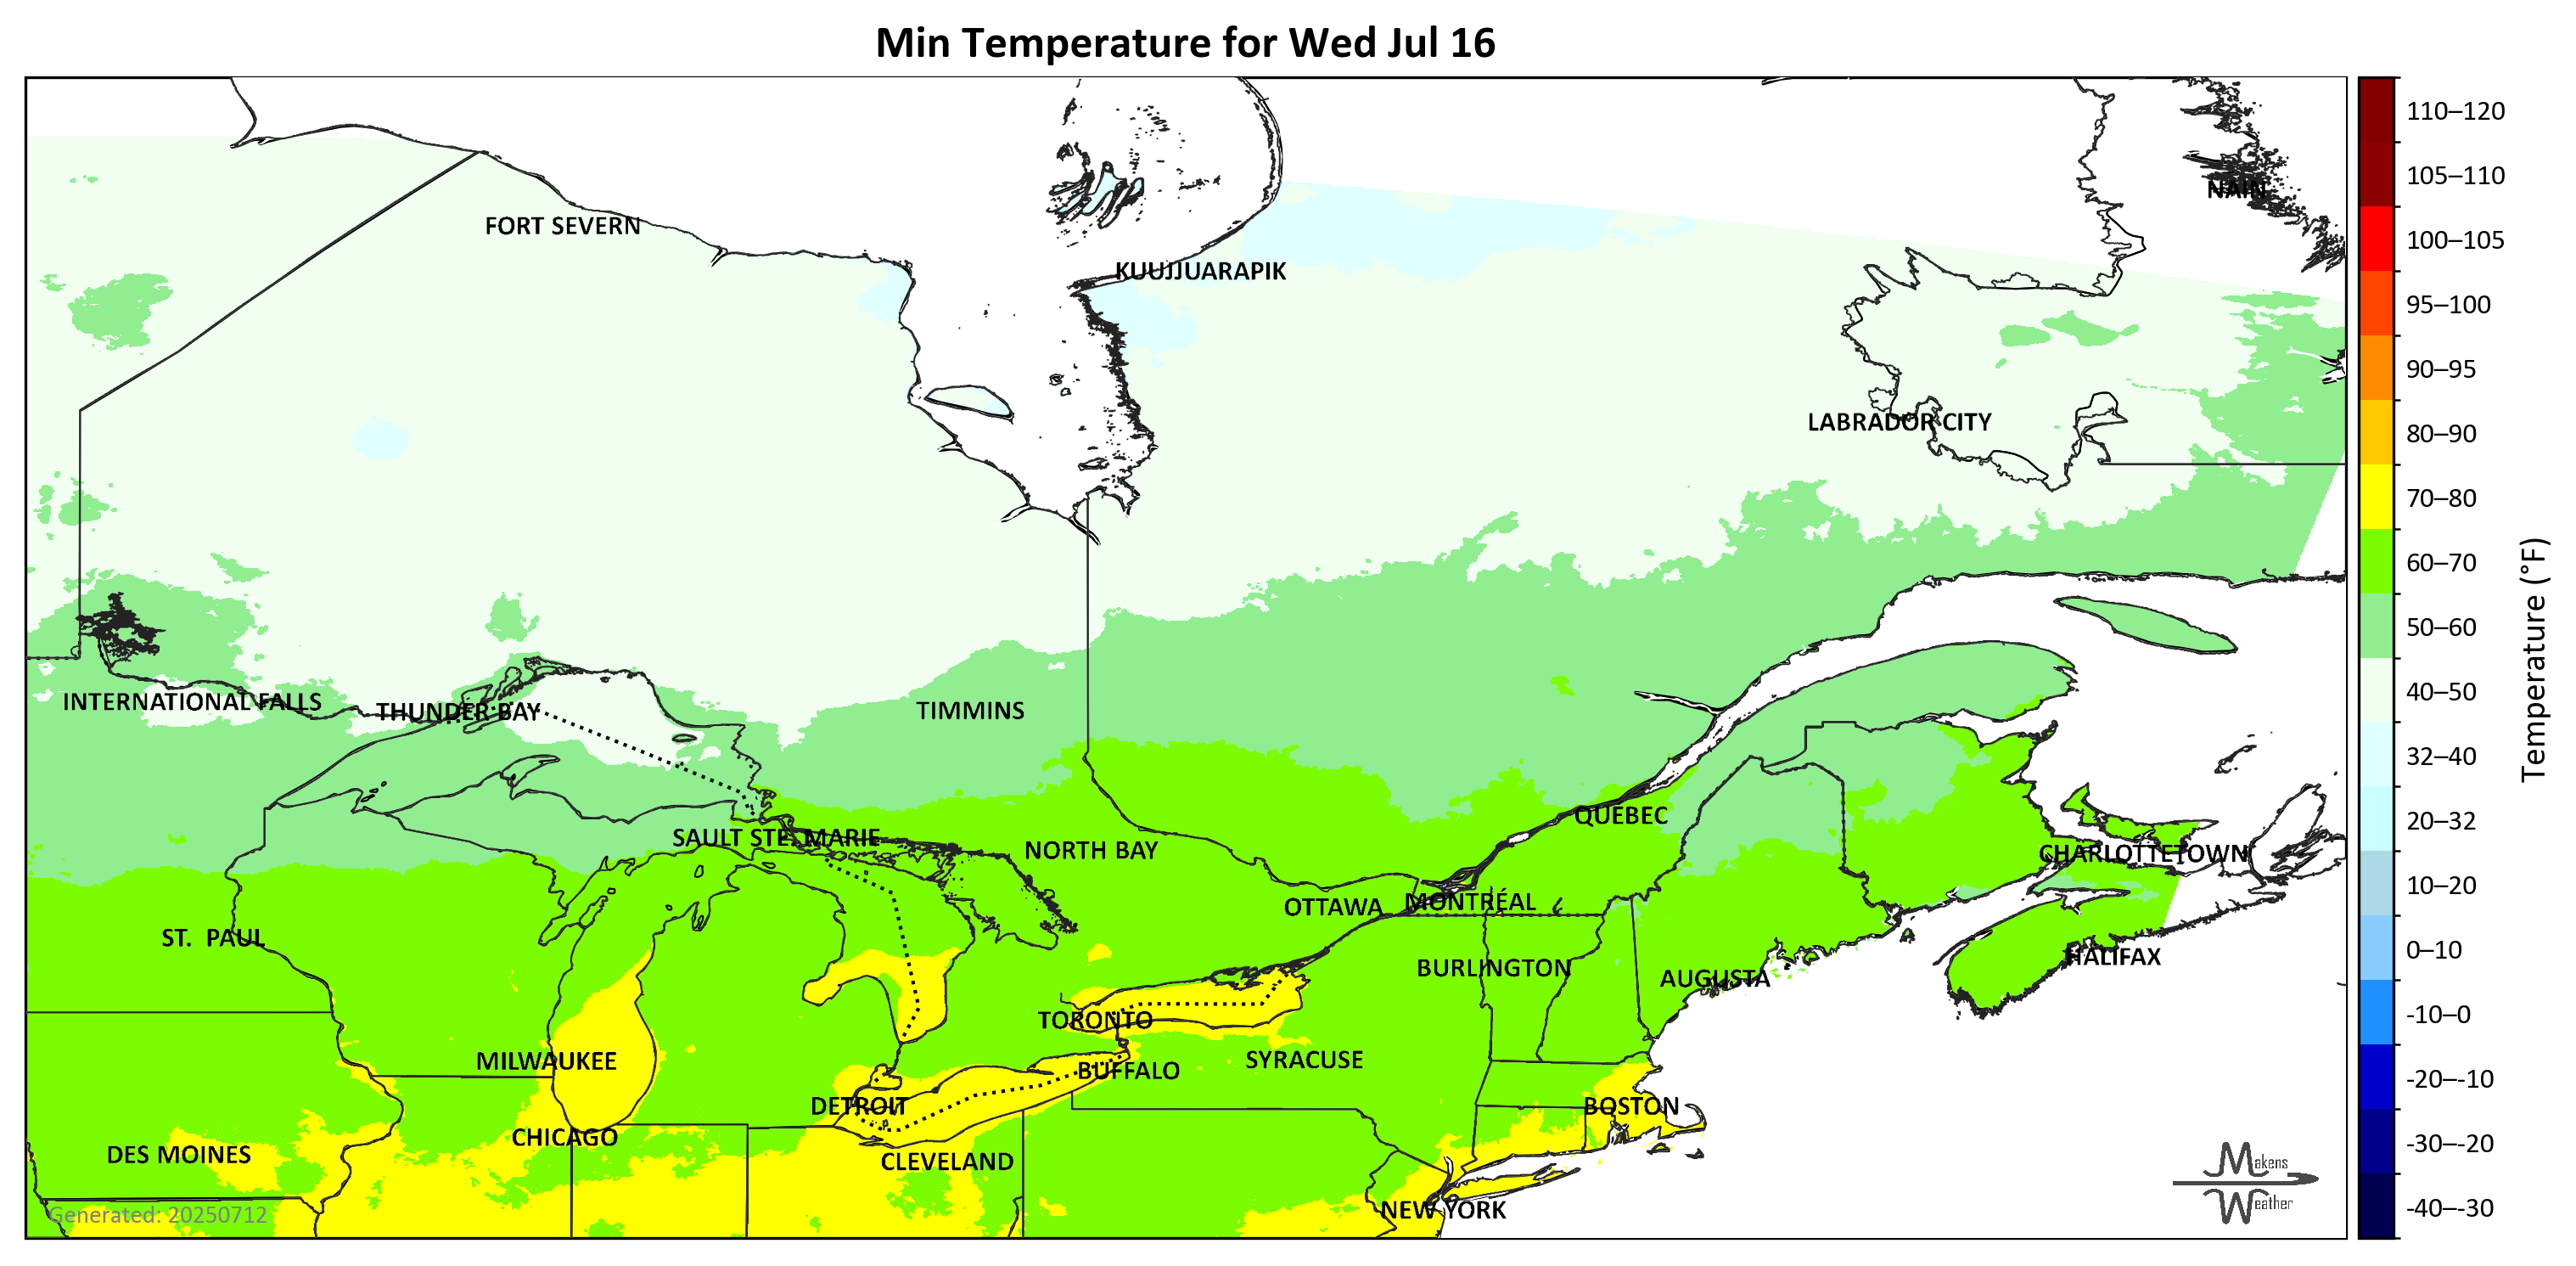 Min Temperature for Wed Jul 16
FORT SEVERN
NAIN
KUUJJUARAPIK
LABRADOR CITY
INTERNATIONAL FALLS
THUNDER BAY
TIMMINS
QUÉBEC
SAULT STE. MARIE
NORTH BAY
CHARLOTTETOWN
OTTAWA
MONTRÉAL
ST. PAUL
HALIFAX
BURLINGTON
AUGUSTA
TORONTO
MILWAUKEE
SYRACUSE
BUFFALO
DETROIT
BOSTON
CHICAGO
DES MOINES
CLEVELAND
NEW YORK
Generated: 20250712
Makens
Weather
110–120
105–110
100–105
95–100
90–95
80–90
70–80
60–70
50–60
40–50
32–40
20–32
10–20
0–10
-10–0
-20–-10
-30–-20
-40–-30
Temperature (°F)